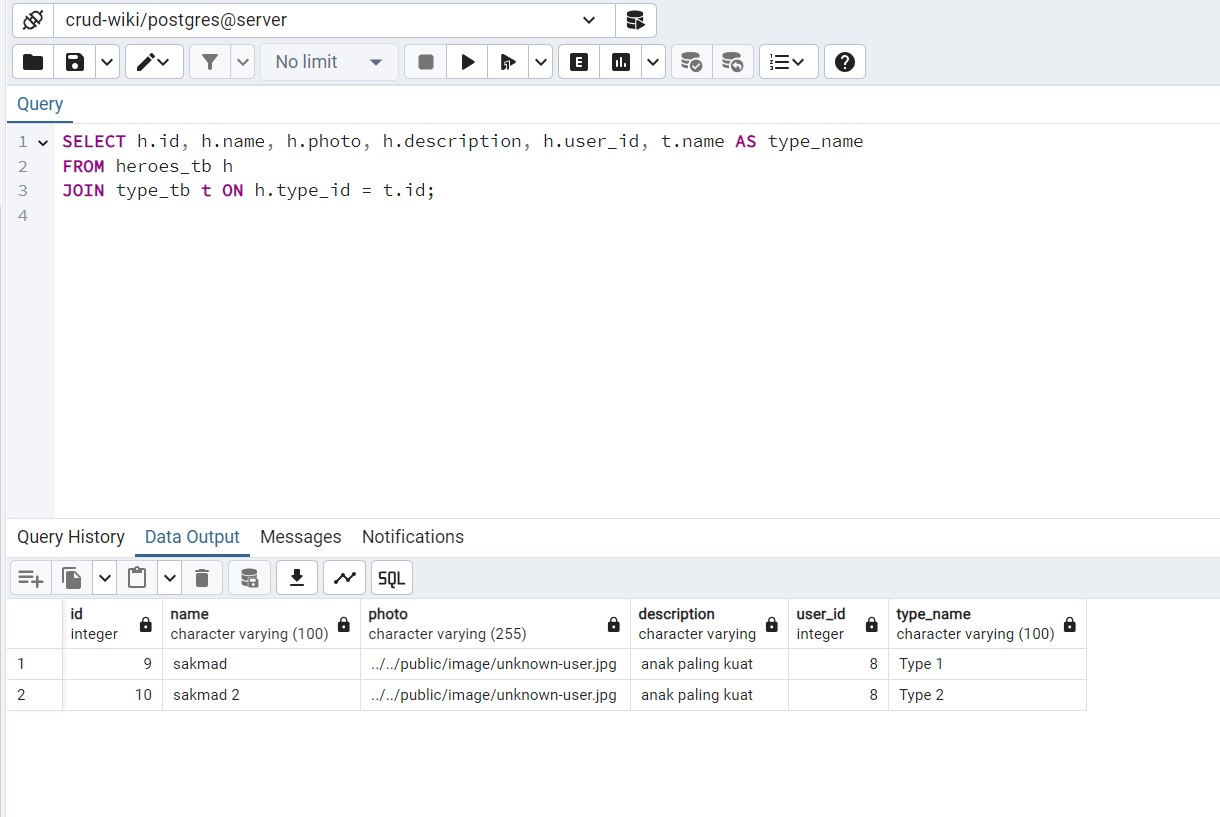 crud-wiki/postgres@server
No limit
E
Query
1 SELECT h.id, h.name, h.photo, h.description, h.user_id, t.name AS type_name
2 FROM heroes_tb h
3 JOIN type_tb t ON h.type_id = t.id;
4
Query History Data Output Messages Notifications
SQL
id name photo description user_id type_name
integer character varying (100) character varying (255) character varying integer character varying (100)
1 9 sakmad ../../public/image/unknown-user.jpg anak paling kuat 8 Type 1
2 10 sakmad 2 ../../public/image/unknown-user.jpg anak paling kuat 8 Type 2